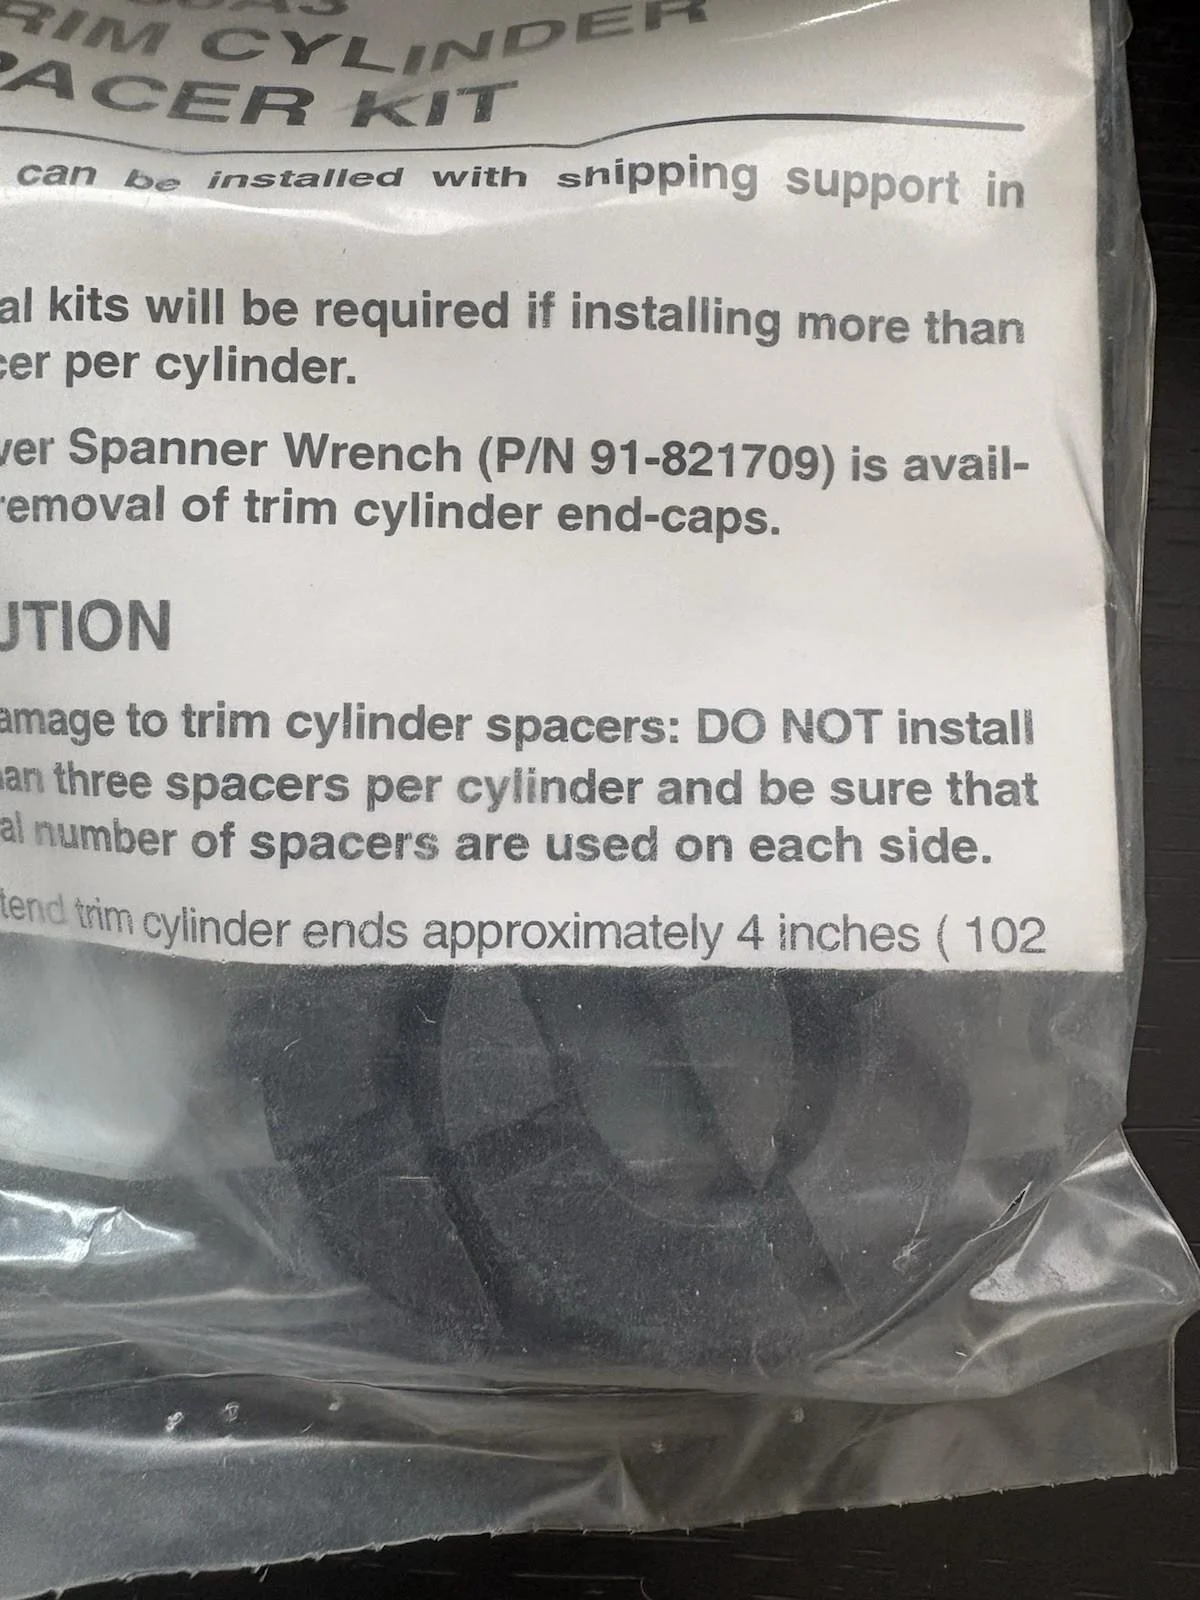 RIM CYLINDER
PACER KIT
can be installed with shipping support in
al kits will be required if installing more than
cer per cylinder.
ver Spanner Wrench (P/N 91-821709) is avail-
removal of trim cylinder end-caps.
UTION
amage to trim cylinder spacers: DO NOT install
an three spacers per cylinder and be sure that
al number of spacers are used on each side.
tend trim cylinder ends approximately 4 inches ( 102